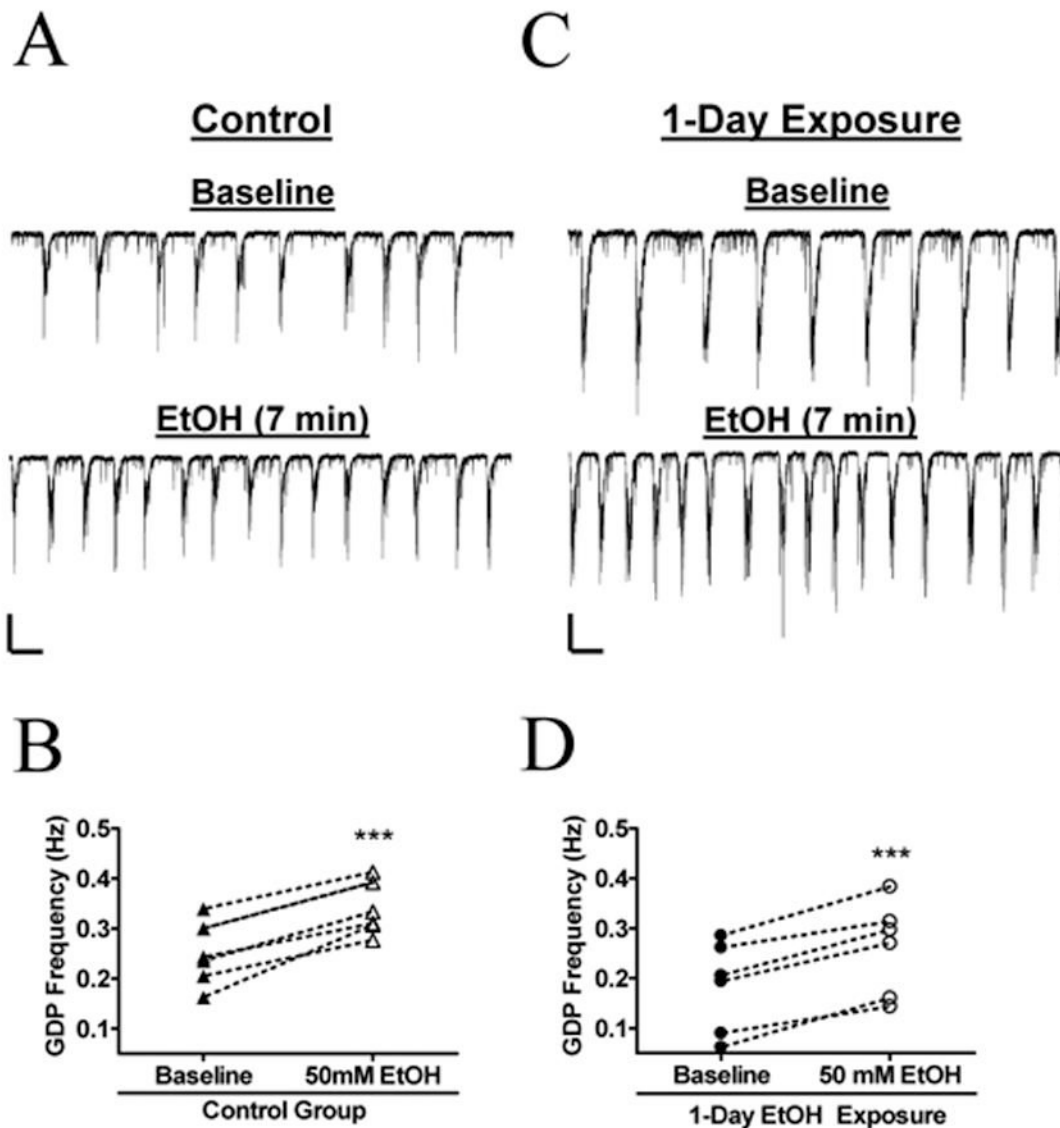 A
Control
Baseline
EtOH (7 min)
C
1-Day Exposure
Baseline
EtOH (7 min)
B
GDP Frequency (Hz)
0.5
0.4
0.3
0.2
0.1
***
Baseline
50mM EtOH
Control Group
D
GDP Frequency (Hz)
0.5
0.4
0.3
0.2
0.1
***
Baseline
50 mM EtOH
1-Day EtOH Exposure